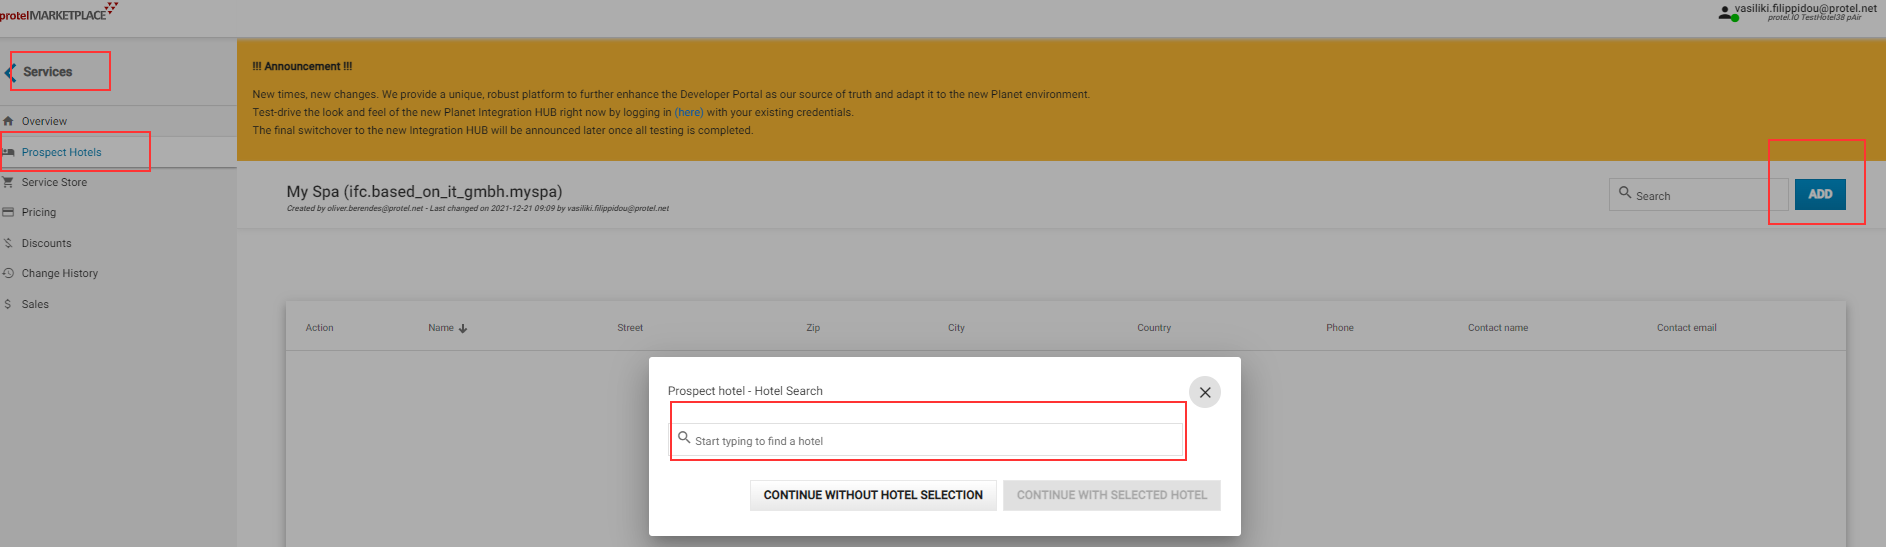 protelMARKETPLACE
vasiliki.filippidou@protel.net
protel.IO TestHotel38 pAir
Services
Overview
Prospect Hotels
Service Store
Pricing
Discounts
Change History
Sales
!!! Announcement !!!
New times, new changes. We provide a unique, robust platform to further enhance the Developer Portal as our source of truth and adapt it to the new Planet environment.
Test-drive the look and feel of the new Planet Integration HUB right now by logging in (here) with your existing credentials.
The final switchover to the new Integration HUB will be announced later once all testing is completed.
My Spa (ifc.based_on_it_gmbh.myspa)
Created by oliver.berendes@protel.net - Last changed on 2021-12-21 09:09 by vasiliki.filippidou@protel.net
Search
ADD
Action Name Street Zip City Country Phone Contact name Contact email
Prospect hotel - Hotel Search
Start typing to find a hotel
CONTINUE WITHOUT HOTEL SELECTION CONTINUE WITH SELECTED HOTEL